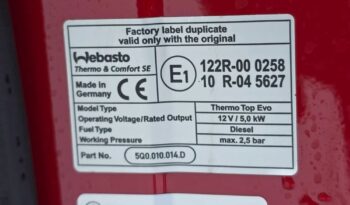 Factory label duplicate
valid only with the original
Webasto
Thermo & Comfort SE
Made in
Germany
CE
E1
122R-00 0258
10 R-04 5627
Model Type Thermo Top Evo
Operating Voltage/Rated Output 12 V / 5,0 kW
Fuel Type Diesel
Working Pressure max. 2,5 bar
Part No. 5Q0.010.014.D